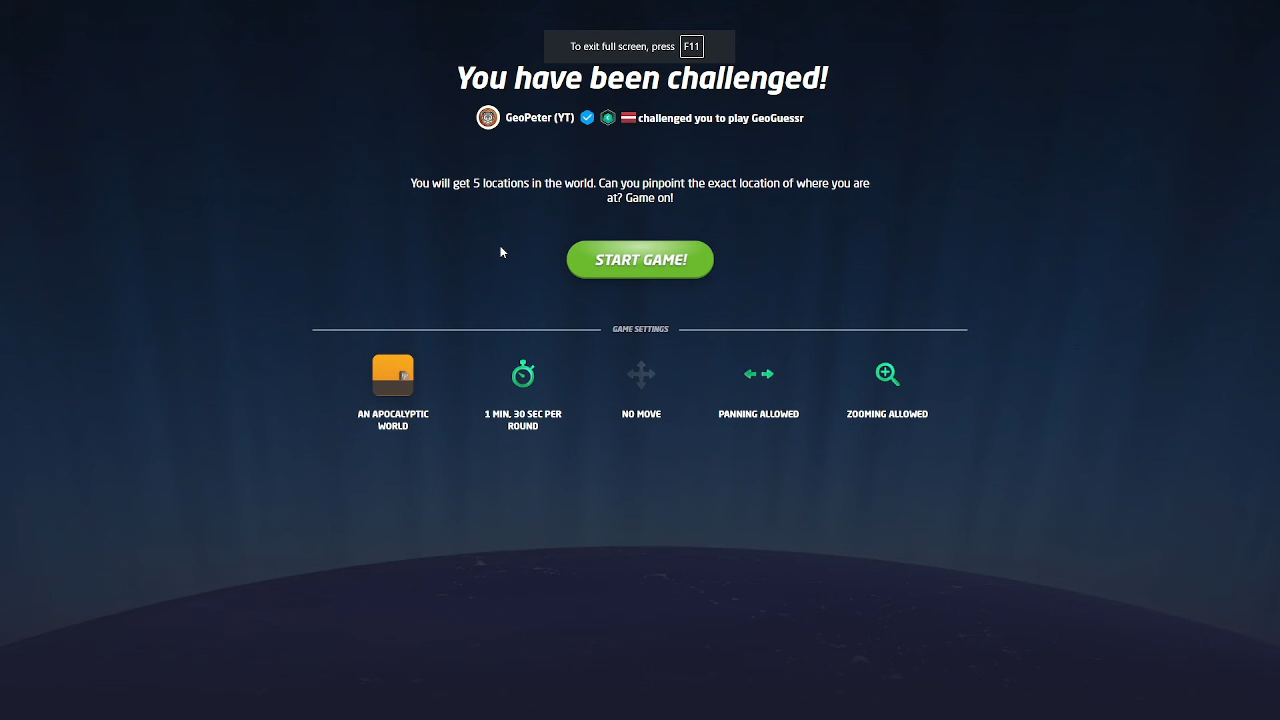 To exit full screen, press F11
You have been challenged!
GeoPeter (YT) challenged you to play GeoGuessr
You will get 5 locations in the world. Can you pinpoint the exact location of where you are
at? Game on!
START GAME!
GAME SETTINGS
AN APOCALYPTIC
WORLD
1 MIN. 30 SEC PER
ROUND
NO MOVE
PANNING ALLOWED
ZOOMING ALLOWED